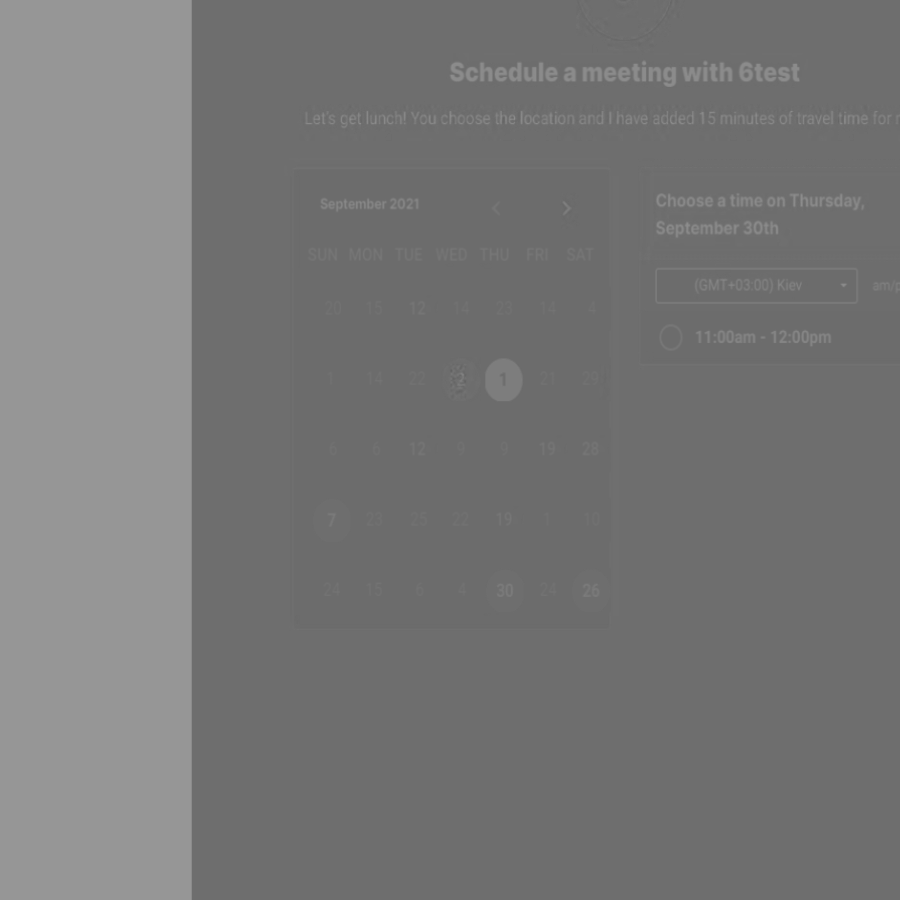 Schedule a meeting with 6test
Let's get lunch! You choose the location and I have added 15 minutes of travel time for
September 2021
SUN MON TUE WED THU FRI SAT
20 15 12 14 23 14 4
1 14 22 2 1 21 29
6 6 12 9 9 19 28
7 23 25 22 19 1 10
24 15 6 4 30 24 26
Choose a time on Thursday,
September 30th
(GMT+03:00) Kiev am/p
11:00am - 12:00pm